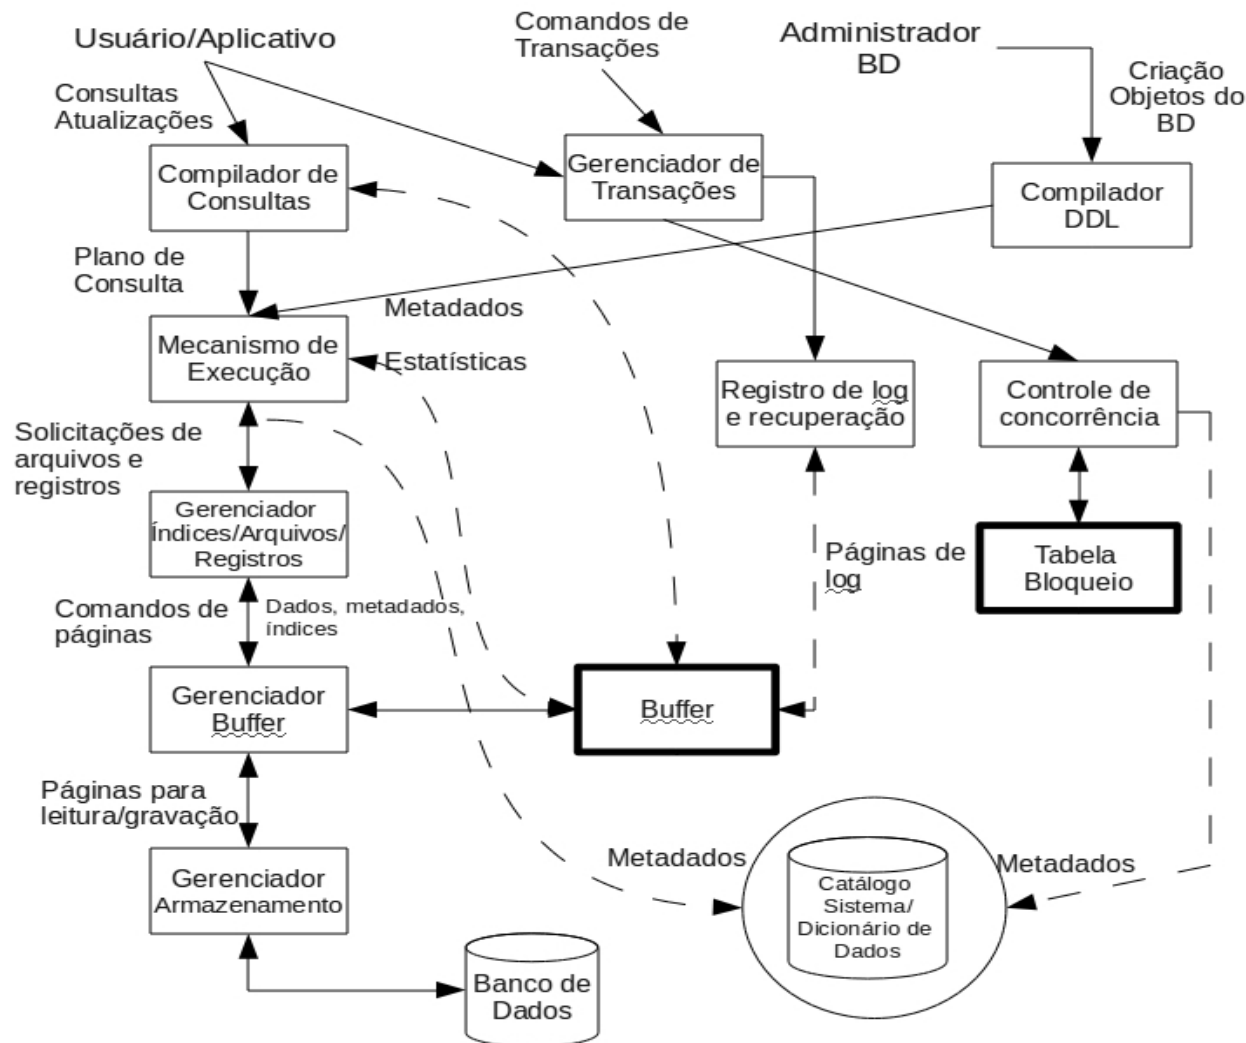 Usuário/Aplicativo
Comandos de
Transações
Administrador
BD
Consultas
Atualizações
Criação
Objetos do
BD
Compilador de
Consultas
Gerenciador de
Transações
Compilador
DDL
Plano de
Consulta
Metadados
Mecanismo de
Execução
Estatísticas
Registro de log
e recuperação
Controle de
concorrência
Solicitações de
arquivos e
registros
Gerenciador
Índices/Arquivos/
Registros
Páginas de
log
Tabela
Bloqueio
Comandos de
páginas
Dados, metadados,
índices
Gerenciador
Buffer
Buffer
Páginas para
leitura/gravação
Gerenciador
Armazenamento
Metadados
Metadados
Catálogo
Sistema/
Dicionário de
Dados
Banco de
Dados